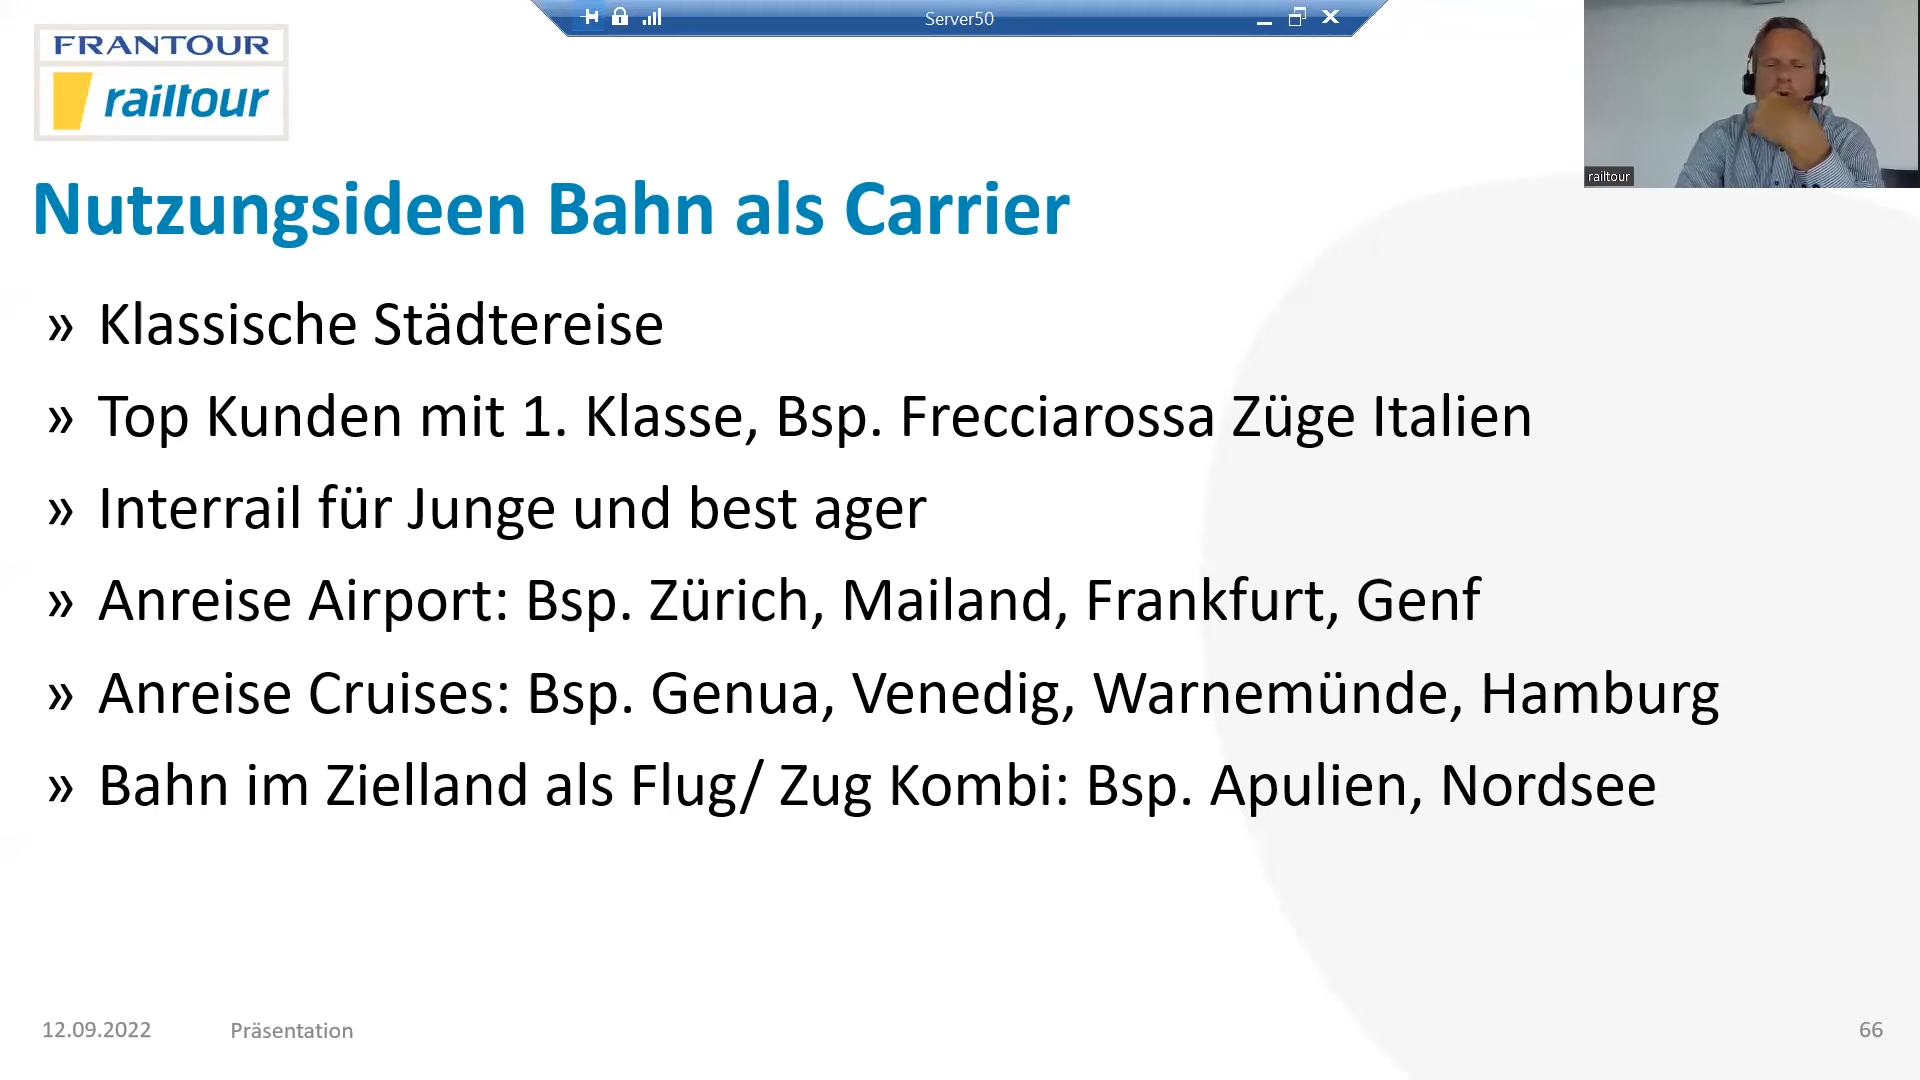 Server50
FRANTOUR
railtour
railtour
Nutzungsideen Bahn als Carrier
» Klassische Städtereise
» Top Kunden mit 1. Klasse, Bsp. Frecciarossa Züge Italien
» Interrail für Junge und best ager
» Anreise Airport: Bsp. Zürich, Mailand, Frankfurt, Genf
» Anreise Cruises: Bsp. Genua, Venedig, Warnemünde, Hamburg
» Bahn im Zielland als Flug/ Zug Kombi: Bsp. Apulien, Nordsee
12.09.2022 Präsentation 66